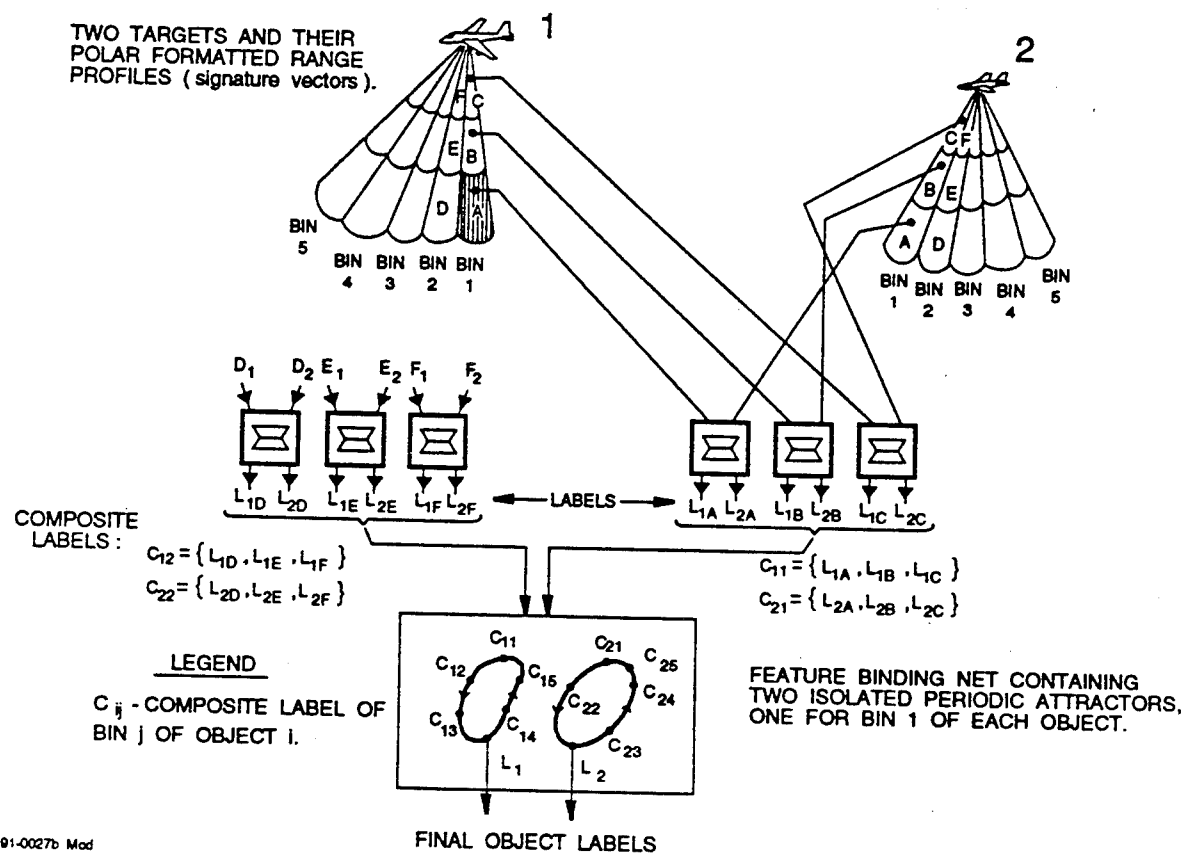 TWO TARGETS AND THEIR
POLAR FORMATTED RANGE
PROFILES ( signature vectors ).
1
2
F C
E B
D A
BIN 5
BIN 4
BIN 3
BIN 2
BIN 1
C F
B E
A D
BIN 1
BIN 2
BIN 3
BIN 4
BIN 5
D1 D2 E1 E2 F1 F2
L1D L2D L1E L2E L1F L2F
LABELS
L1A L2A L1B L2B L1C L2C
COMPOSITE
LABELS :
C12 = { L1D , L1E , L1F }
C22 = { L2D , L2E , L2F }
C11 = { L1A , L1B , L1C }
C21 = { L2A , L2B , L2C }
C11
C12
C15
C13
C14
L1
C21
C25
C22
C24
C23
L2
LEGEND
C ij - COMPOSITE LABEL OF
BIN j OF OBJECT i.
FEATURE BINDING NET CONTAINING
TWO ISOLATED PERIODIC ATTRACTORS,
ONE FOR BIN 1 OF EACH OBJECT.
FINAL OBJECT LABELS
91-0027b Mod